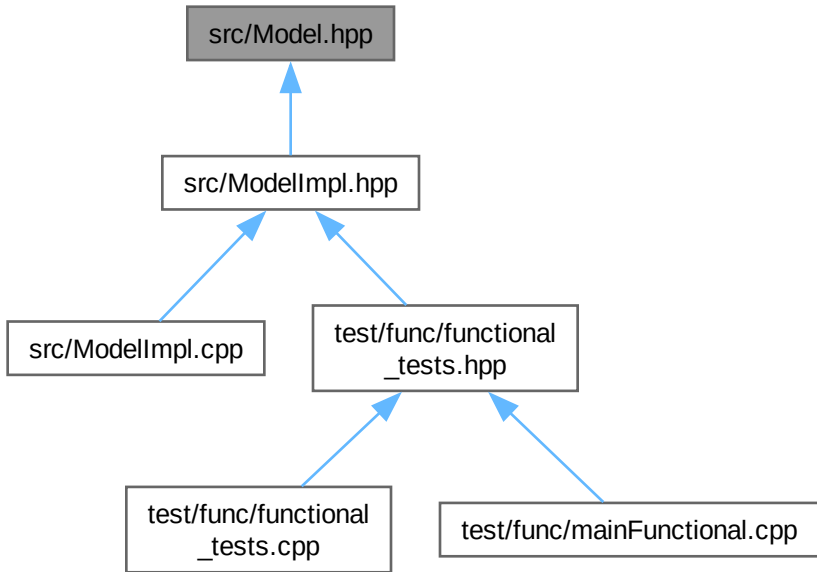 src/Model.hpp
src/ModelImpl.hpp
src/ModelImpl.cpp
test/func/functional
_tests.hpp
test/func/functional
_tests.cpp
test/func/mainFunctional.cpp